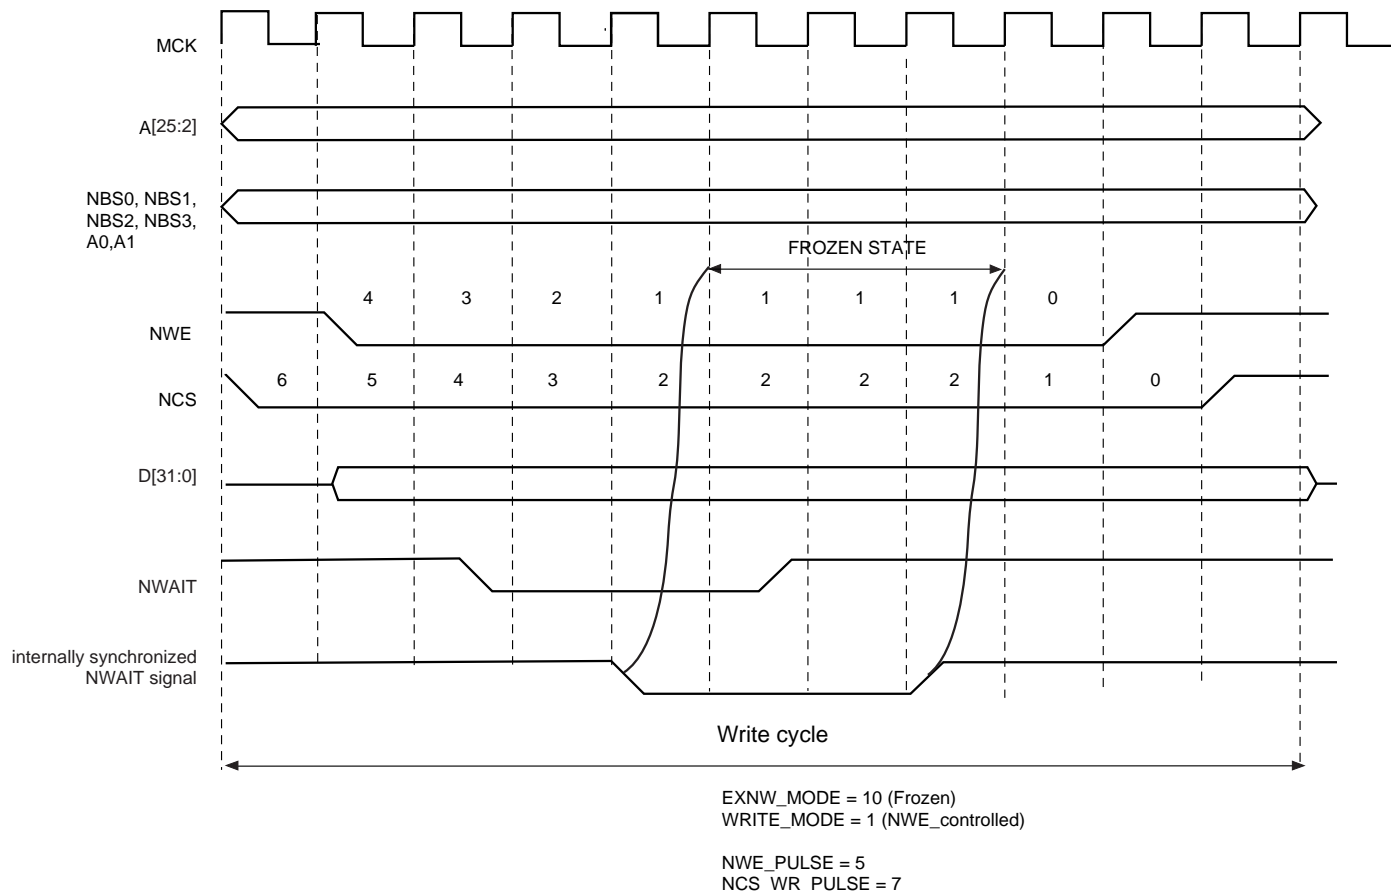 MCK
A[25:2]
NBS0, NBS1,
NBS2, NBS3,
A0,A1
FROZEN STATE
4 3 2 1 1 1 1 0
NWE
6 5 4 3 2 2 2 2 1 0
NCS
D[31:0]
NWAIT
internally synchronized
NWAIT signal
Write cycle
EXNW_MODE = 10 (Frozen)
WRITE_MODE = 1 (NWE_controlled)
NWE_PULSE = 5
NCS_WR_PULSE = 7